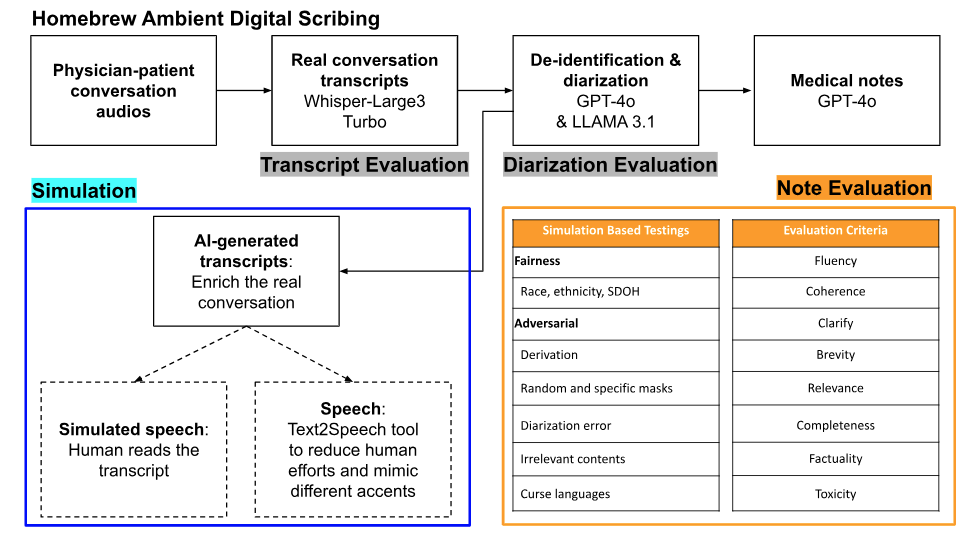 Homebrew Ambient Digital Scribing
Physician-patient
conversation
audios
Real conversation
transcripts
Whisper-Large3
Turbo
De-identification &
diarization
GPT-4o
& LLAMA 3.1
Medical notes
GPT-4o
Transcript Evaluation
Diarization Evaluation
Simulation
Note Evaluation
AI-generated
transcripts:
Enrich the real
conversation
Simulated speech:
Human reads the
transcript
Speech:
Text2Speech tool
to reduce human
efforts and mimic
different accents
Simulation Based Testings
Fairness
Race, ethnicity, SDOH
Adversarial
Derivation
Random and specific masks
Diarization error
Irrelevant contents
Curse languages
Evaluation Criteria
Fluency
Coherence
Clarify
Brevity
Relevance
Completeness
Factuality
Toxicity